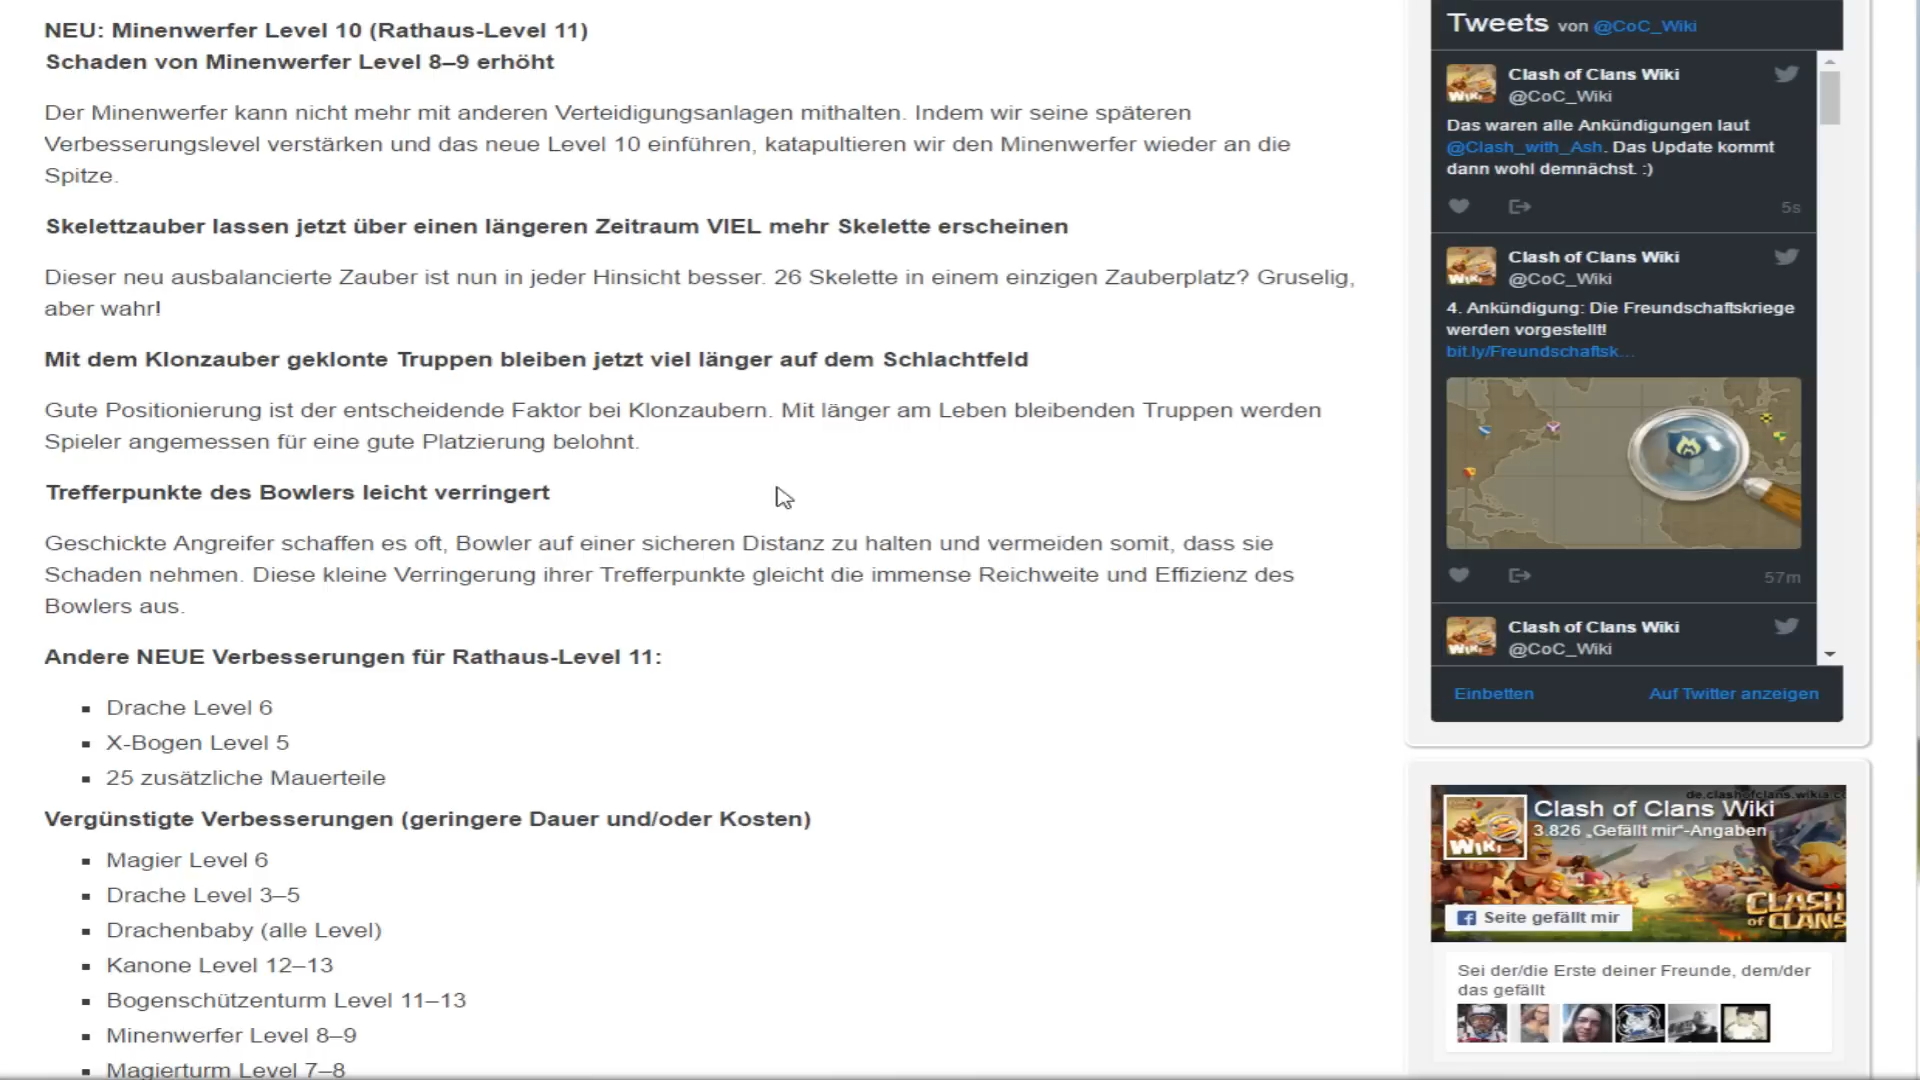 NEU: Minenwerfer Level 10 (Rathaus-Level 11)
Schaden von Minenwerfer Level 8–9 erhöht
Der Minenwerfer kann nicht mehr mit anderen Verteidigungsanlagen mithalten. Indem wir seine späteren
Verbesserungslevel verstärken und das neue Level 10 einführen, katapultieren wir den Minenwerfer wieder an die
Spitze.
Skelettzauber lassen jetzt über einen längeren Zeitraum VIEL mehr Skelette erscheinen
Dieser neu ausbalancierte Zauber ist nun in jeder Hinsicht besser. 26 Skelette in einem einzigen Zauberplatz? Gruselig,
aber wahr!
Mit dem Klonzauber geklonte Truppen bleiben jetzt viel länger auf dem Schlachtfeld
Gute Positionierung ist der entscheidende Faktor bei Klonzaubern. Mit länger am Leben bleibenden Truppen werden
Spieler angemessen für eine gute Platzierung belohnt.
Trefferpunkte des Bowlers leicht verringert
Geschickte Angreifer schaffen es oft, Bowler auf einer sicheren Distanz zu halten und vermeiden somit, dass sie
Schaden nehmen. Diese kleine Verringerung ihrer Trefferpunkte gleicht die immense Reichweite und Effizienz des
Bowlers aus.
Andere NEUE Verbesserungen für Rathaus-Level 11:
Drache Level 6
X-Bogen Level 5
25 zusätzliche Mauerteile
Vergünstigte Verbesserungen (geringere Dauer und/oder Kosten)
Magier Level 6
Drache Level 3–5
Drachenbaby (alle Level)
Kanone Level 12–13
Bogenschützenturm Level 11–13
Minenwerfer Level 8–9
Magierturm Level 7–8
Tweets von @CoC_Wiki
Clash of Clans Wiki
@CoC_Wiki
Das waren alle Ankündigungen laut
@Clash_with_Ash. Das Update kommt
dann wohl demnächst. :)
5s
Clash of Clans Wiki
@CoC_Wiki
4. Ankündigung: Die Freundschaftskriege
werden vorgestellt!
bit.ly/Freundschaftsk…
57m
Clash of Clans Wiki
@CoC_Wiki
Einbetten
Auf Twitter anzeigen
de.clashofclans.wikia.co
Clash of Clans Wiki
3.826 „Gefällt mir“-Angaben
WIKI
CLASH
OF CLANS
Seite gefällt mir
Sei der/die Erste deiner Freunde, dem/der
das gefällt